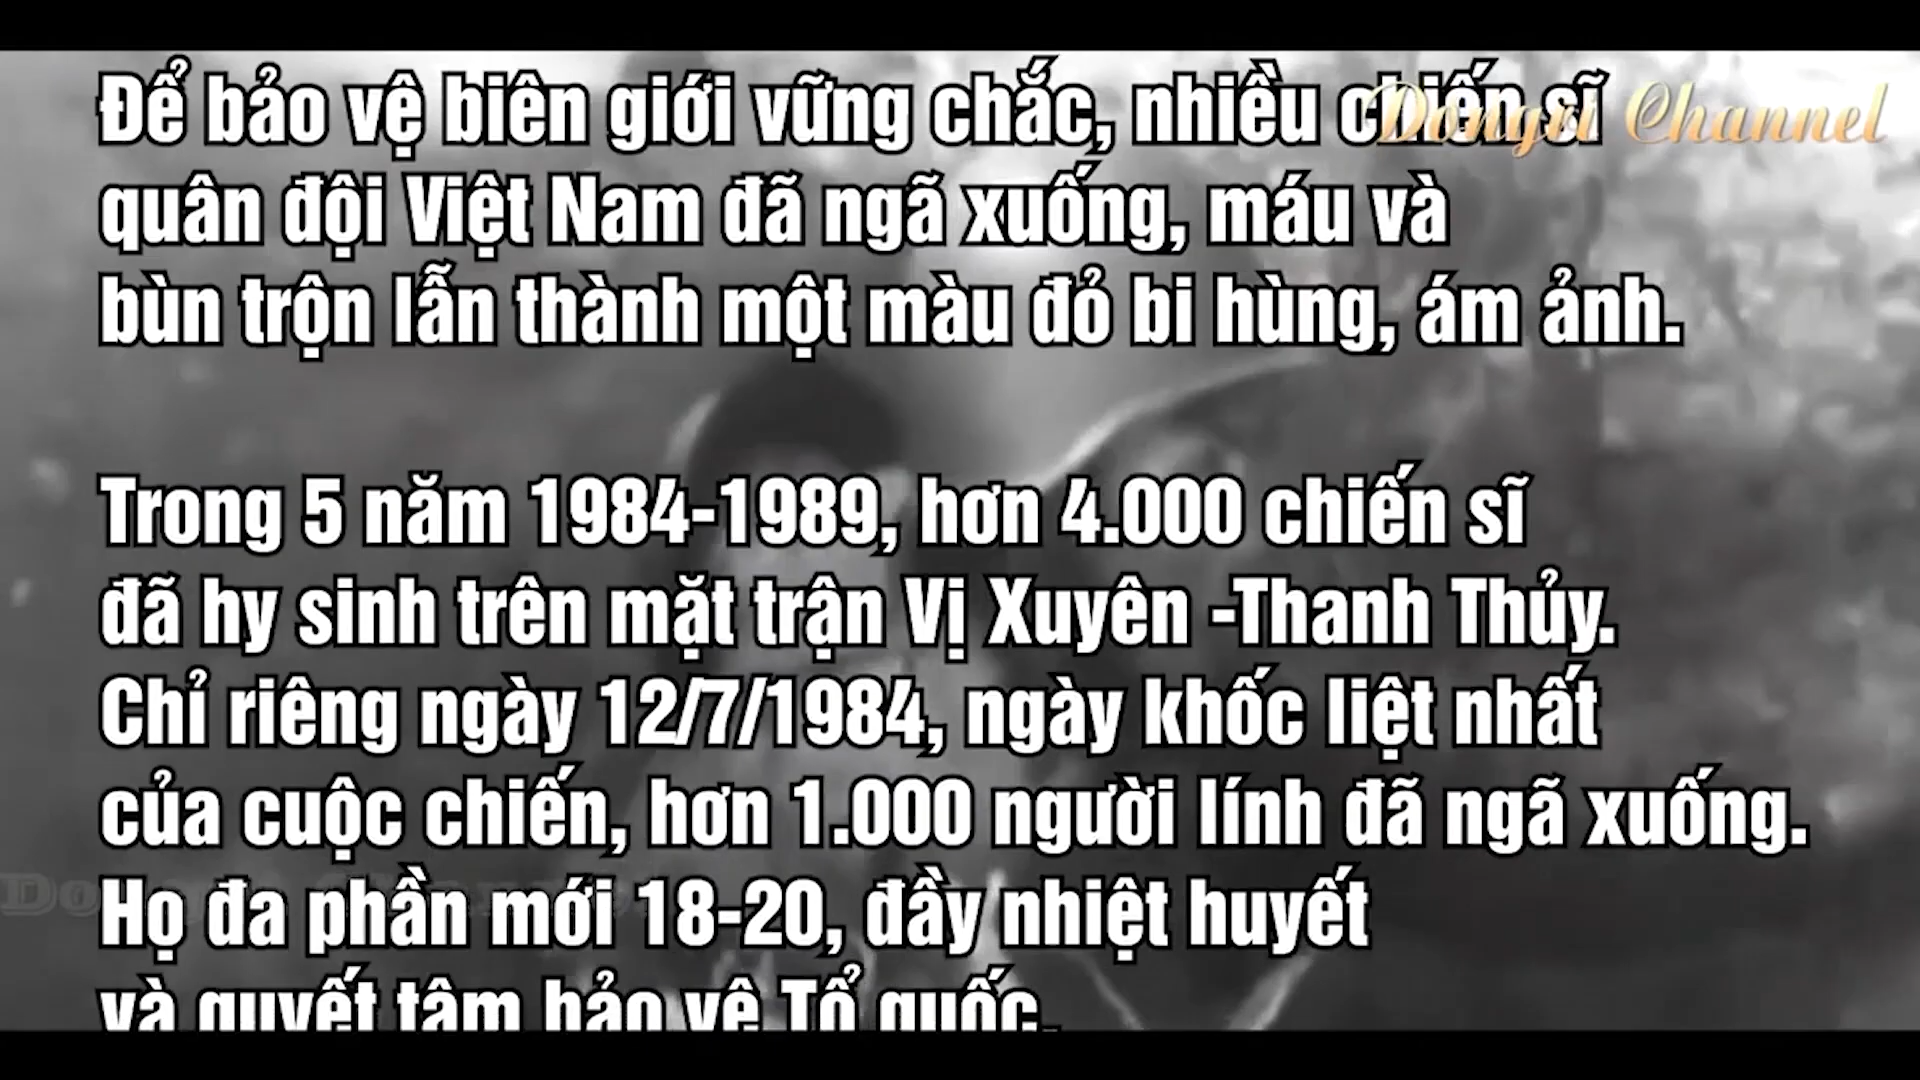 Để bảo vệ biên giới vững chắc, nhiều chiến sĩ
Dongri Channel
quân đội Việt Nam đã ngã xuống, máu và
bùn trộn lẫn thành một màu đỏ bi hùng, ám ảnh.
Trong 5 năm 1984-1989, hơn 4.000 chiến sĩ
đã hy sinh trên mặt trận Vị Xuyên -Thanh Thủy.
Chỉ riêng ngày 12/7/1984, ngày khốc liệt nhất
của cuộc chiến, hơn 1.000 người lính đã ngã xuống.
Họ đa phần mới 18-20, đầy nhiệt huyết
và quyết tâm bảo vệ Tổ quốc.